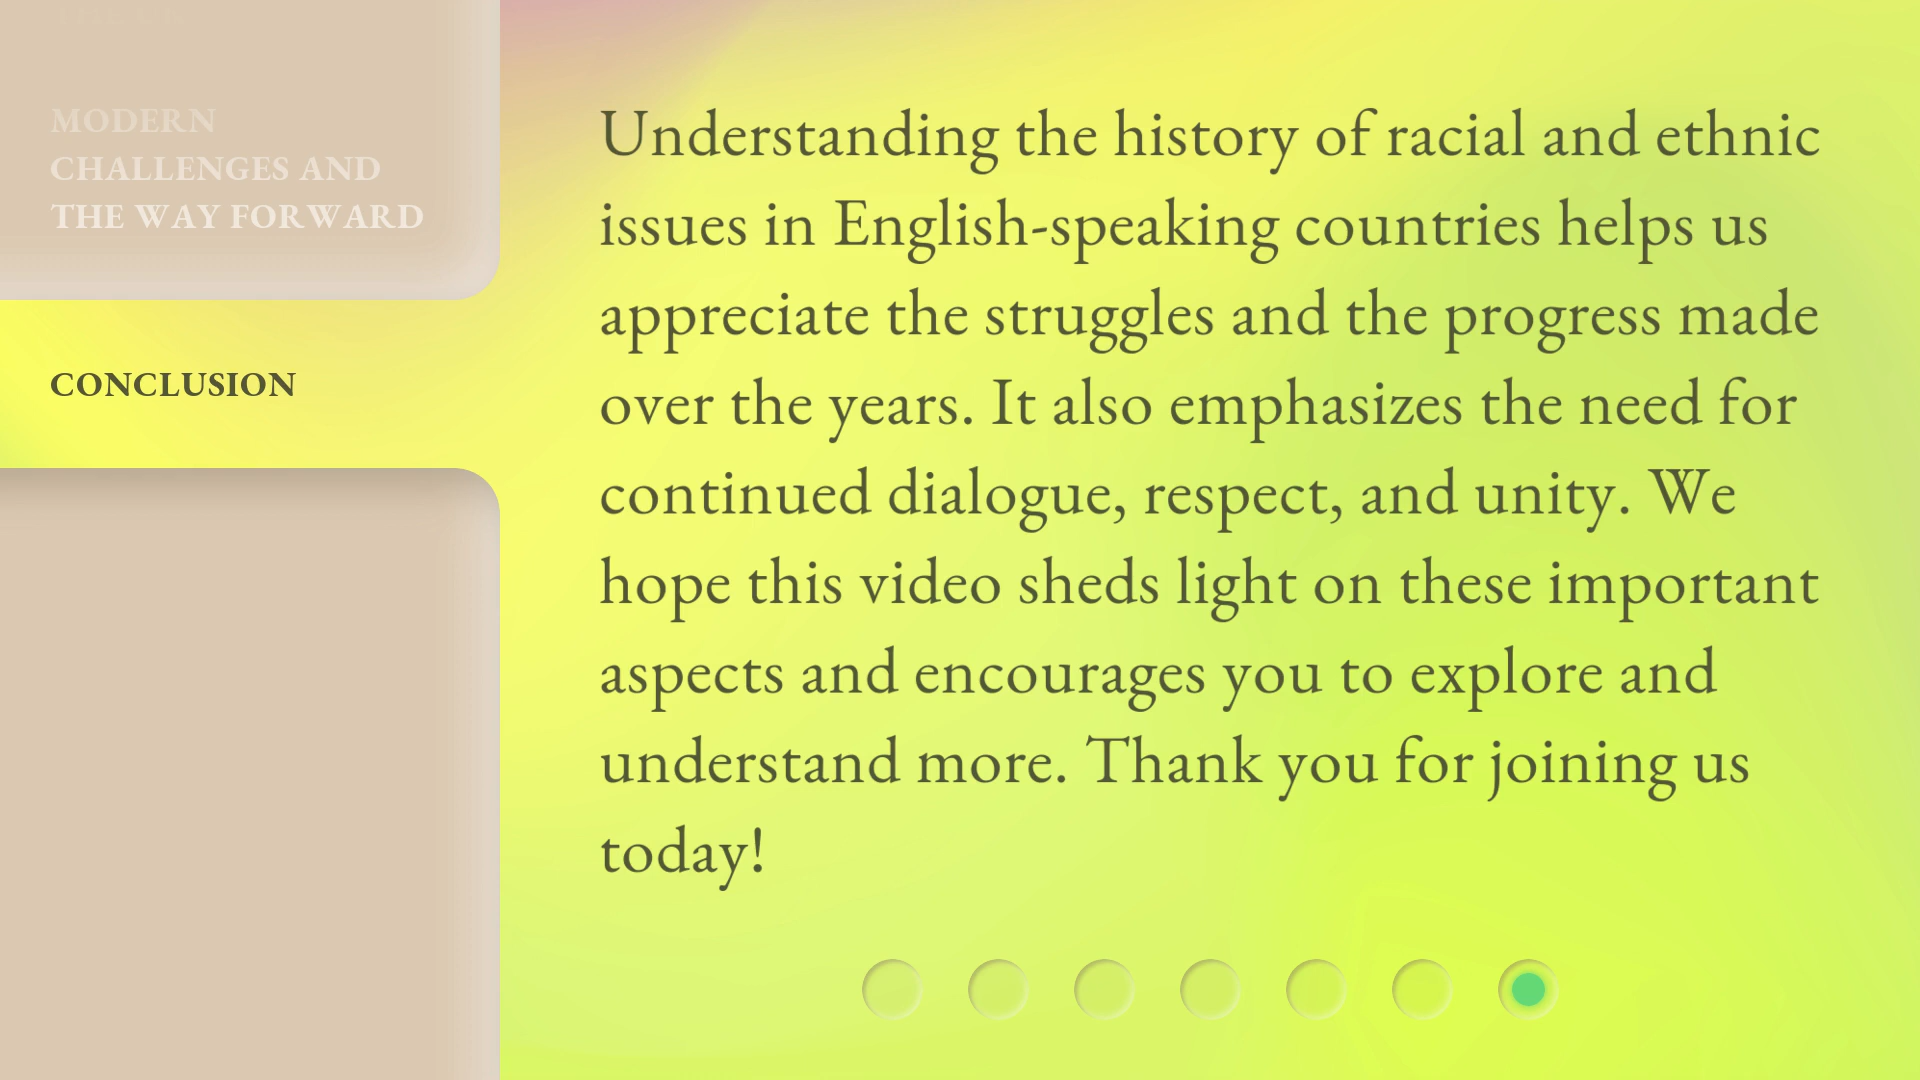 MODERN
CHALLENGES AND
THE WAY FORWARD
CONCLUSION
Understanding the history of racial and ethnic
issues in English-speaking countries helps us
appreciate the struggles and the progress made
over the years. It also emphasizes the need for
continued dialogue, respect, and unity. We
hope this video sheds light on these important
aspects and encourages you to explore and
understand more. Thank you for joining us
today!